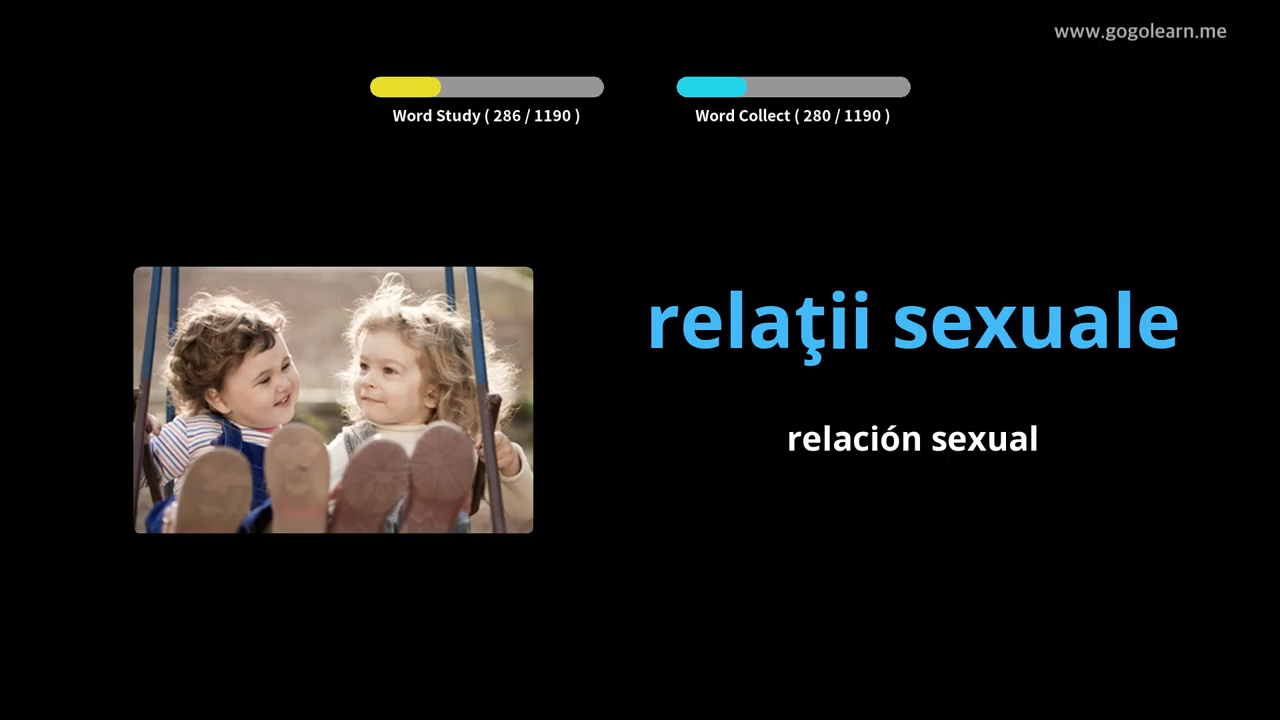 www.gogolearn.me
Word Study ( 286 / 1190 )
Word Collect ( 280 / 1190 )
relaţii sexuale
relación sexual